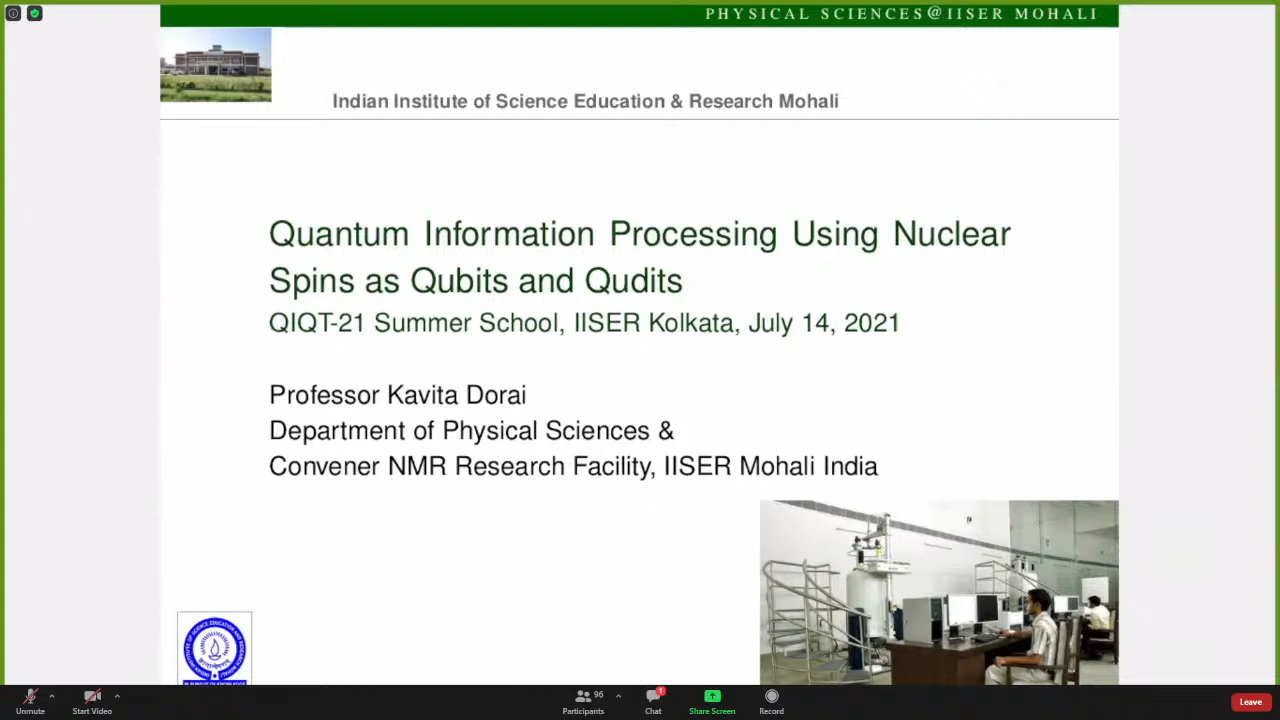 PHYSICAL SCIENCES@IISER MOHALI
Indian Institute of Science Education & Research Mohali
Quantum Information Processing Using Nuclear
Spins as Qubits and Qudits
QIQT-21 Summer School, IISER Kolkata, July 14, 2021
Professor Kavita Dorai
Department of Physical Sciences &
Convener NMR Research Facility, IISER Mohali India
Unmute
Start Video
96
Participants
1
Chat
Share Screen
Record
Leave